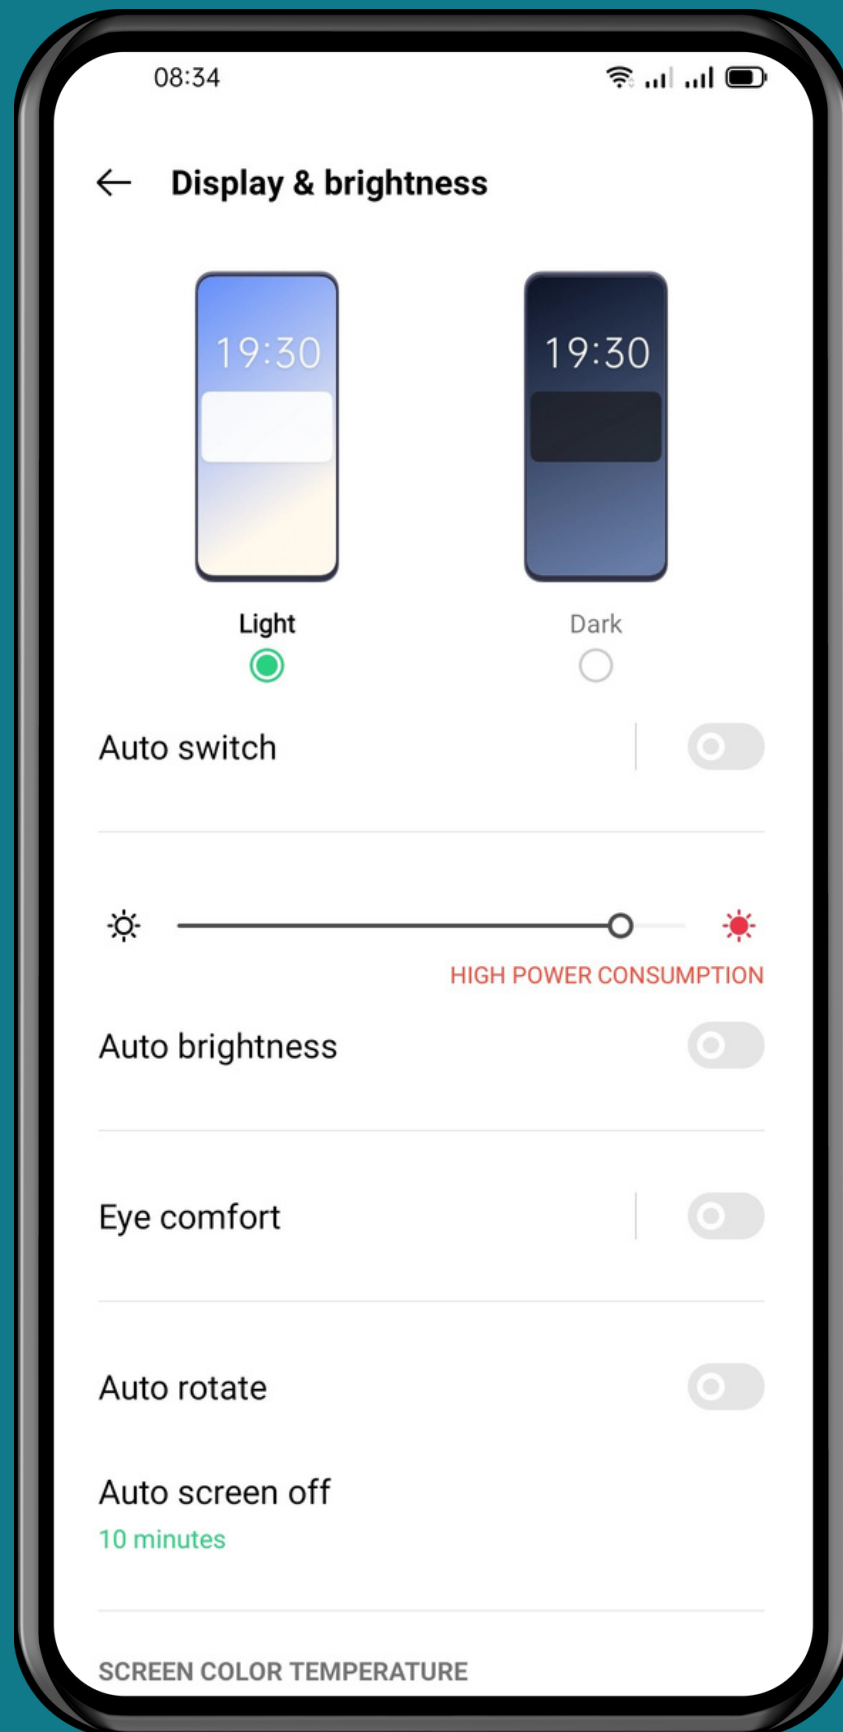 08:34
Display & brightness
19:30 19:30
Light Dark
Auto switch
HIGH POWER CONSUMPTION
Auto brightness
Eye comfort
Auto rotate
Auto screen off
10 minutes
SCREEN COLOR TEMPERATURE